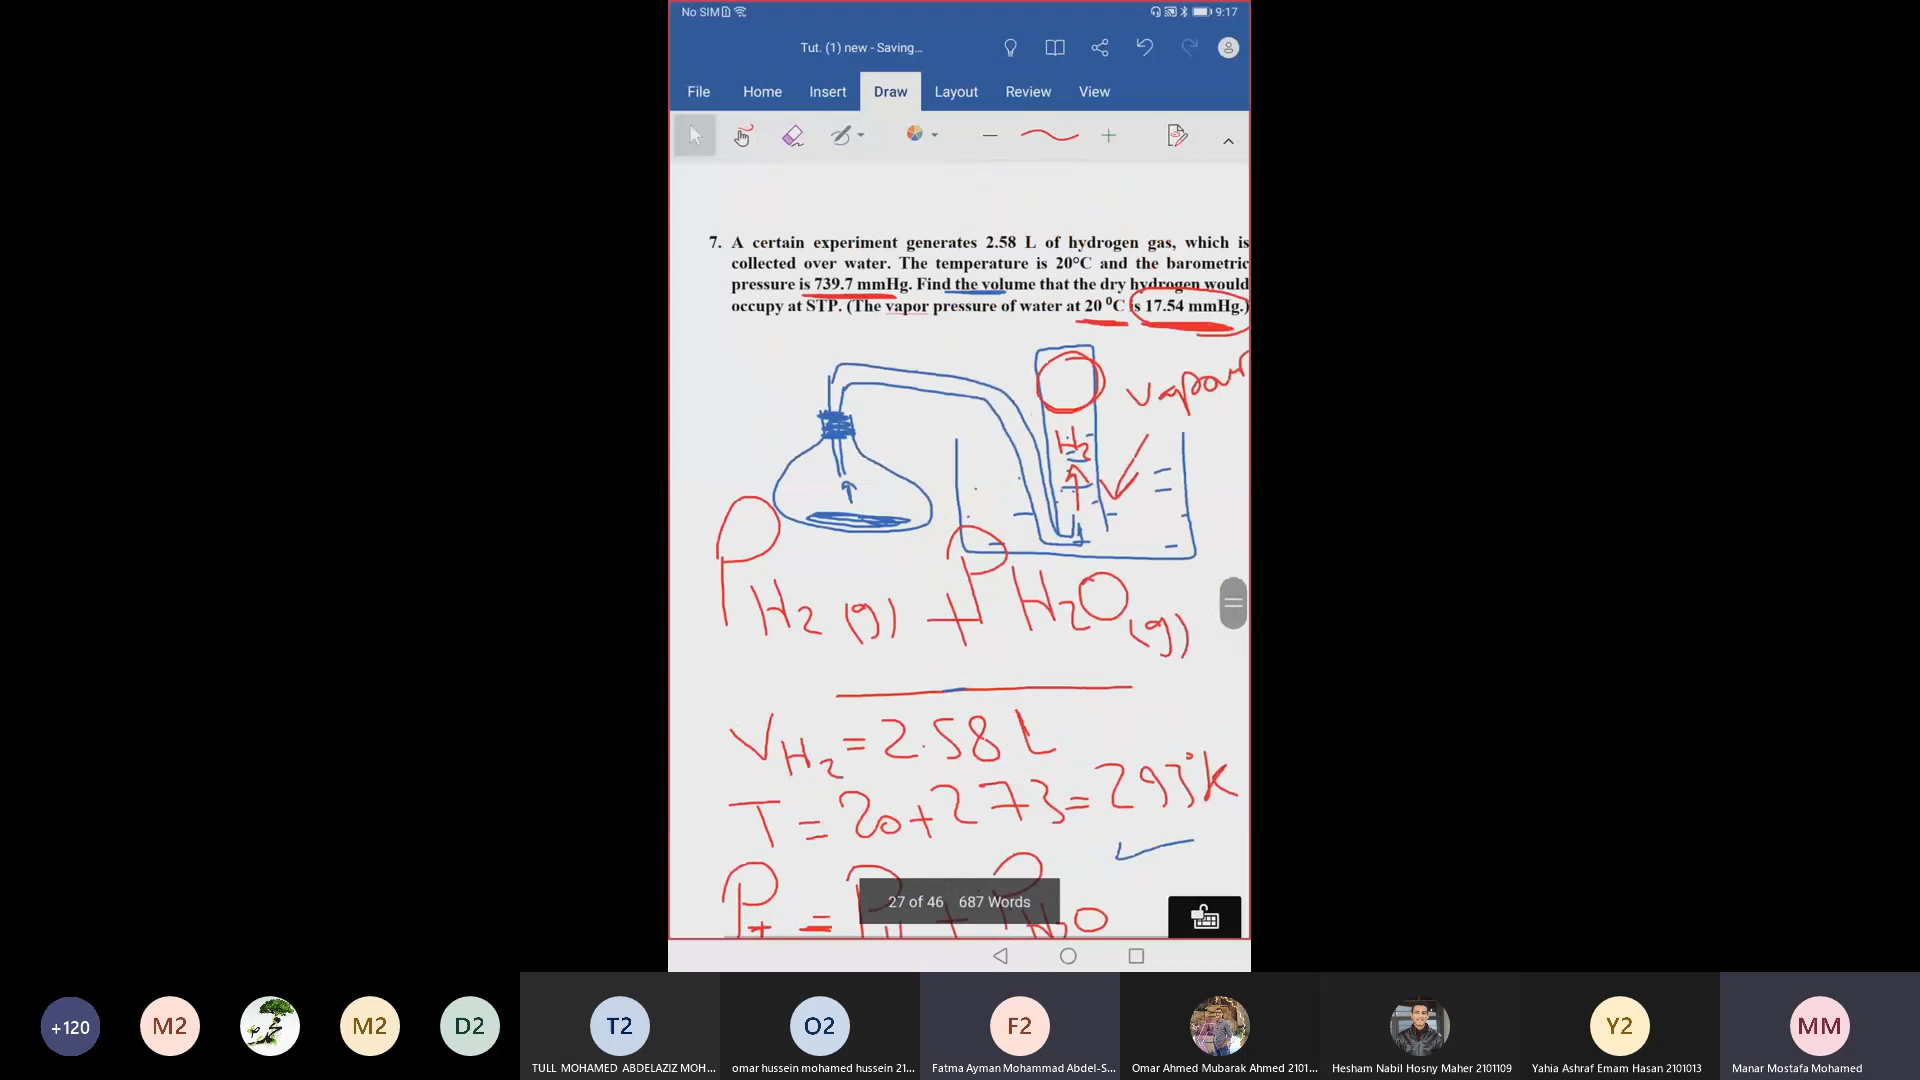 No SIM 9:17
Tut. (1) new - Saving...
File Home Insert Draw Layout Review View
7. A certain experiment generates 2.58 L of hydrogen gas, which is
collected over water. The temperature is 20°C and the barometric
pressure is 739.7 mmHg. Find the volume that the dry hydrogen would
occupy at STP. (The vapor pressure of water at 20 ⁰C is 17.54 mmHg.)
vapour
H2
P H2 (g) + P H2O (g)
V H2 = 2.58 L
T = 20 + 273 = 293°k
P
27 of 46 687 Words
+120 M2 M2 D2 T2 O2 F2 Y2 MM
TULL MOHAMED ABDELAZIZ MOH... omar hussein mohamed hussein 21... Fatma Ayman Mohammad Abdel-S... Omar Ahmed Mubarak Ahmed 2101... Hesham Nabil Hosny Maher 2101109 Yahia Ashraf Emam Hasan 2101013 Manar Mostafa Mohamed